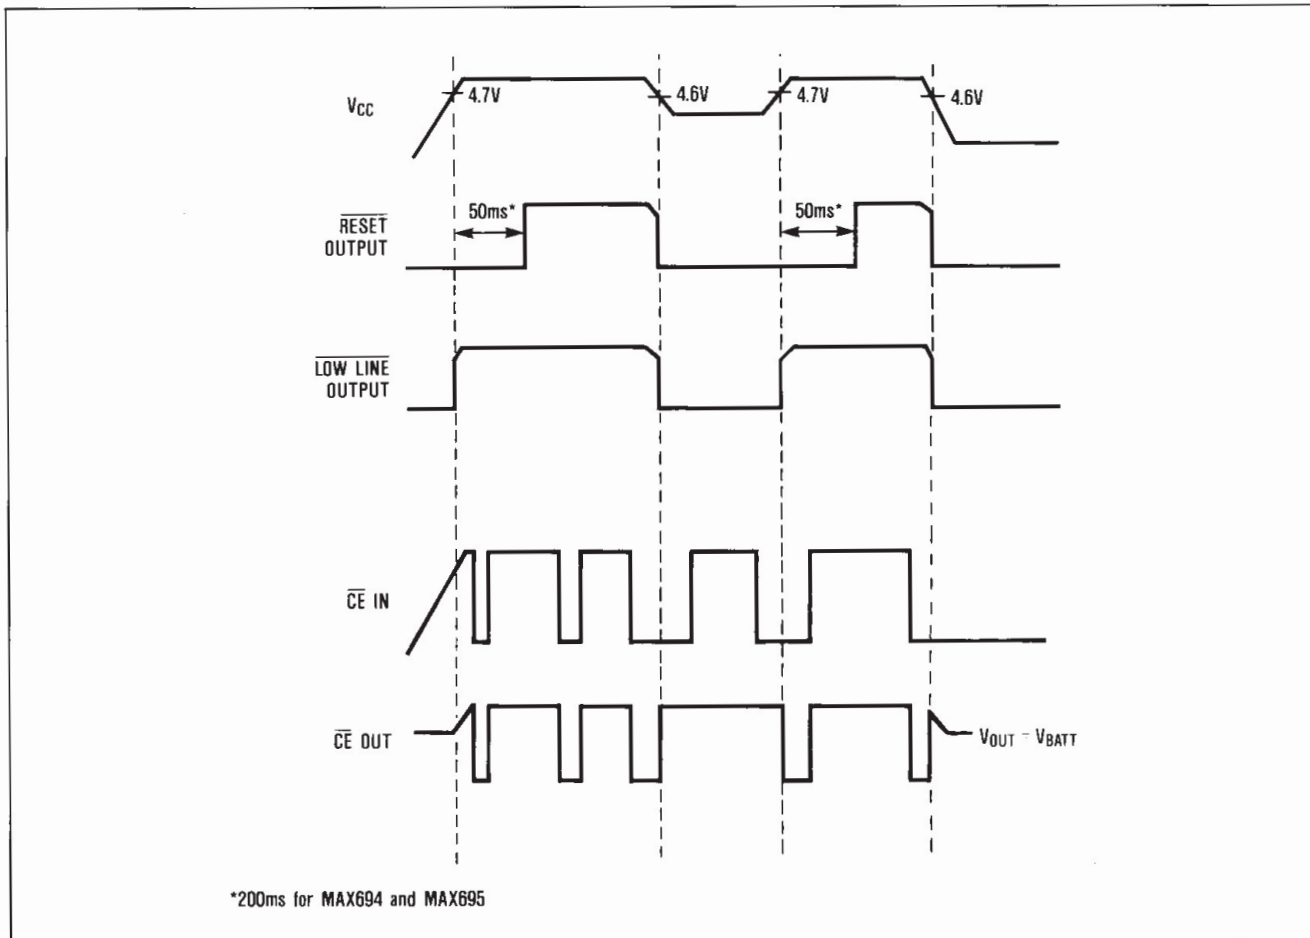 4.7V
4.6V
4.7V
4.6V
VCC
50ms*
50ms*
RESET
OUTPUT
LOW LINE
OUTPUT
CE IN
CE OUT
VOUT = VBATT
*200ms for MAX694 and MAX695